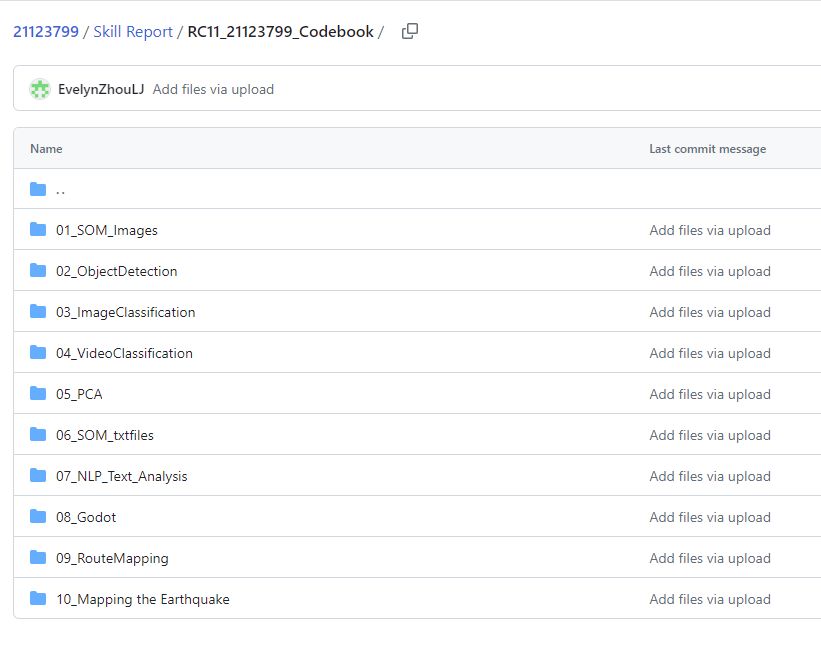 21123799 / Skill Report / RC11_21123799_Codebook /
EvelynZhouLJ Add files via upload
Name Last commit message
..
01_SOM_Images Add files via upload
02_ObjectDetection Add files via upload
03_ImageClassification Add files via upload
04_VideoClassification Add files via upload
05_PCA Add files via upload
06_SOM_txtfiles Add files via upload
07_NLP_Text_Analysis Add files via upload
08_Godot Add files via upload
09_RouteMapping Add files via upload
10_Mapping the Earthquake Add files via upload